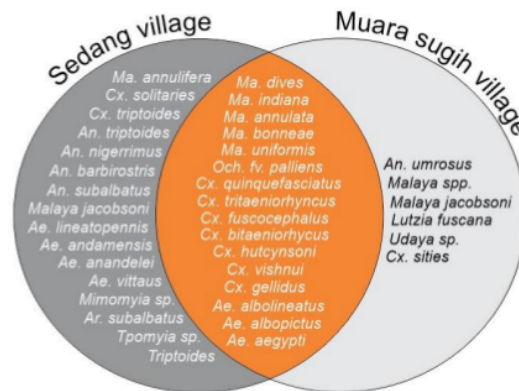 Sedang village
Muara sugih village
Ma. annulifera
Cx. solitaries
Cx. triptoides
An. triptoides
An. nigerrimus
An. barbirostris
An. subalbatus
Malaya jacobsoni
Ae. lineatopennis
Ae. andamensis
Ae. anandelei
Ae. vittaus
Mimomyia sp.
Ar. subalbatus
Tpomyia sp.
Triptoides
Ma. dives
Ma. indiana
Ma. annulata
Ma. bonneae
Ma. uniformis
Och. fv. palliens
Cx. quinquefasciatus
Cx. tritaeniorhyncus
Cx. fuscocephalus
Cx. bitaeniorhycus
Cx. hutcynsoni
Cx. vishnui
Cx. gellidus
Ae. albolineatus
Ae. albopictus
Ae. aegypti
An. umrosus
Malaya spp.
Malaya jacobsoni
Lutzia fuscana
Udaya sp.
Cx. sities